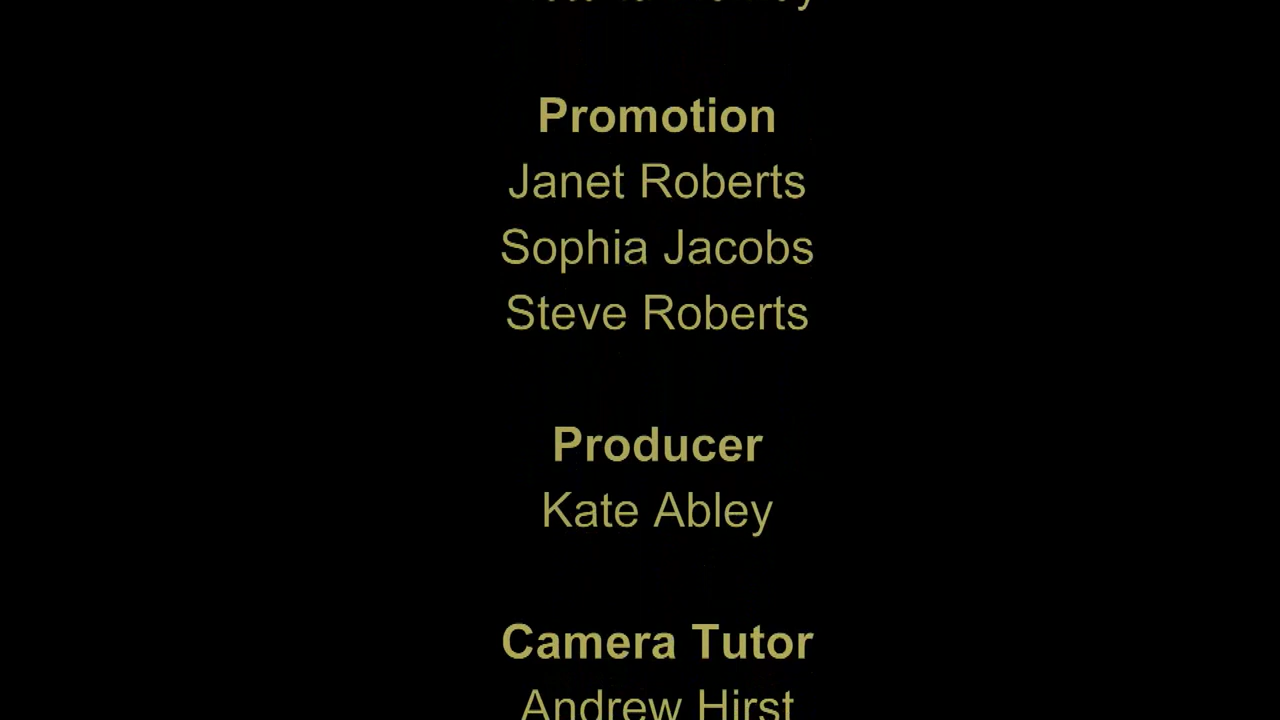 Promotion
Janet Roberts
Sophia Jacobs
Steve Roberts
Producer
Kate Abley
Camera Tutor
Andrew Hirst